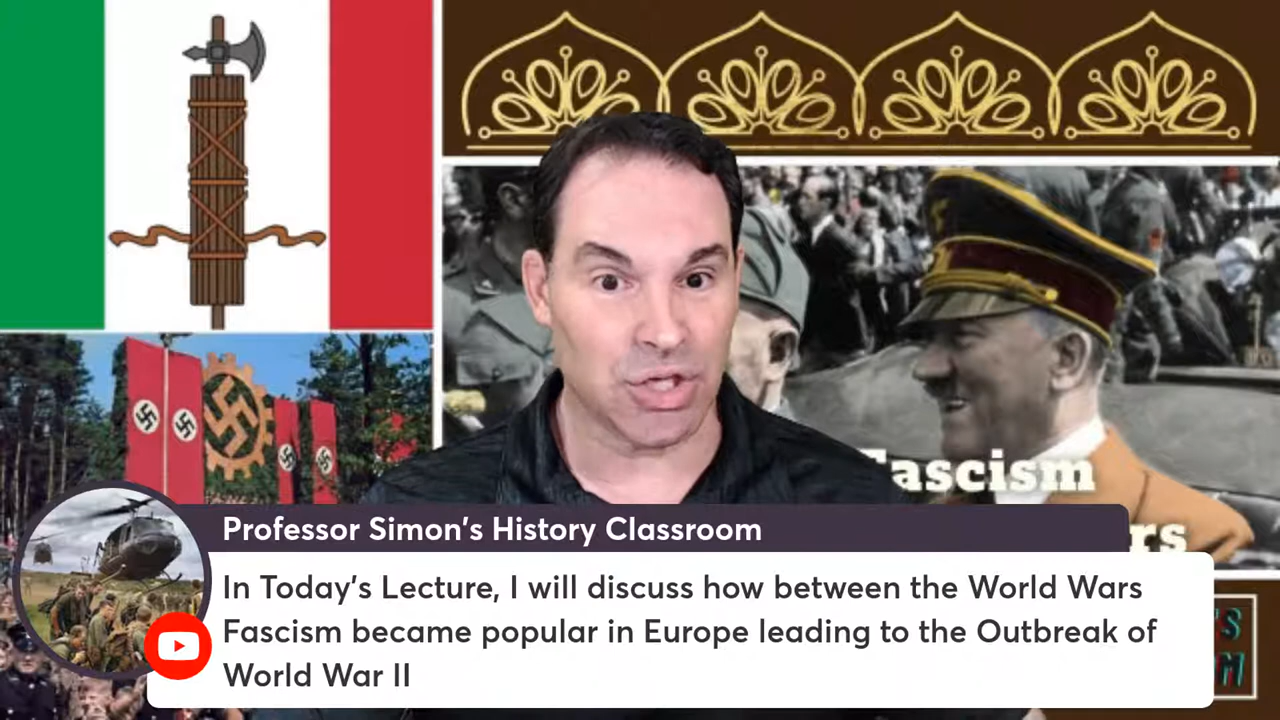 Fascism
rs
Professor Simon's History Classroom
In Today's Lecture, I will discuss how between the World Wars
Fascism became popular in Europe leading to the Outbreak of
World War II